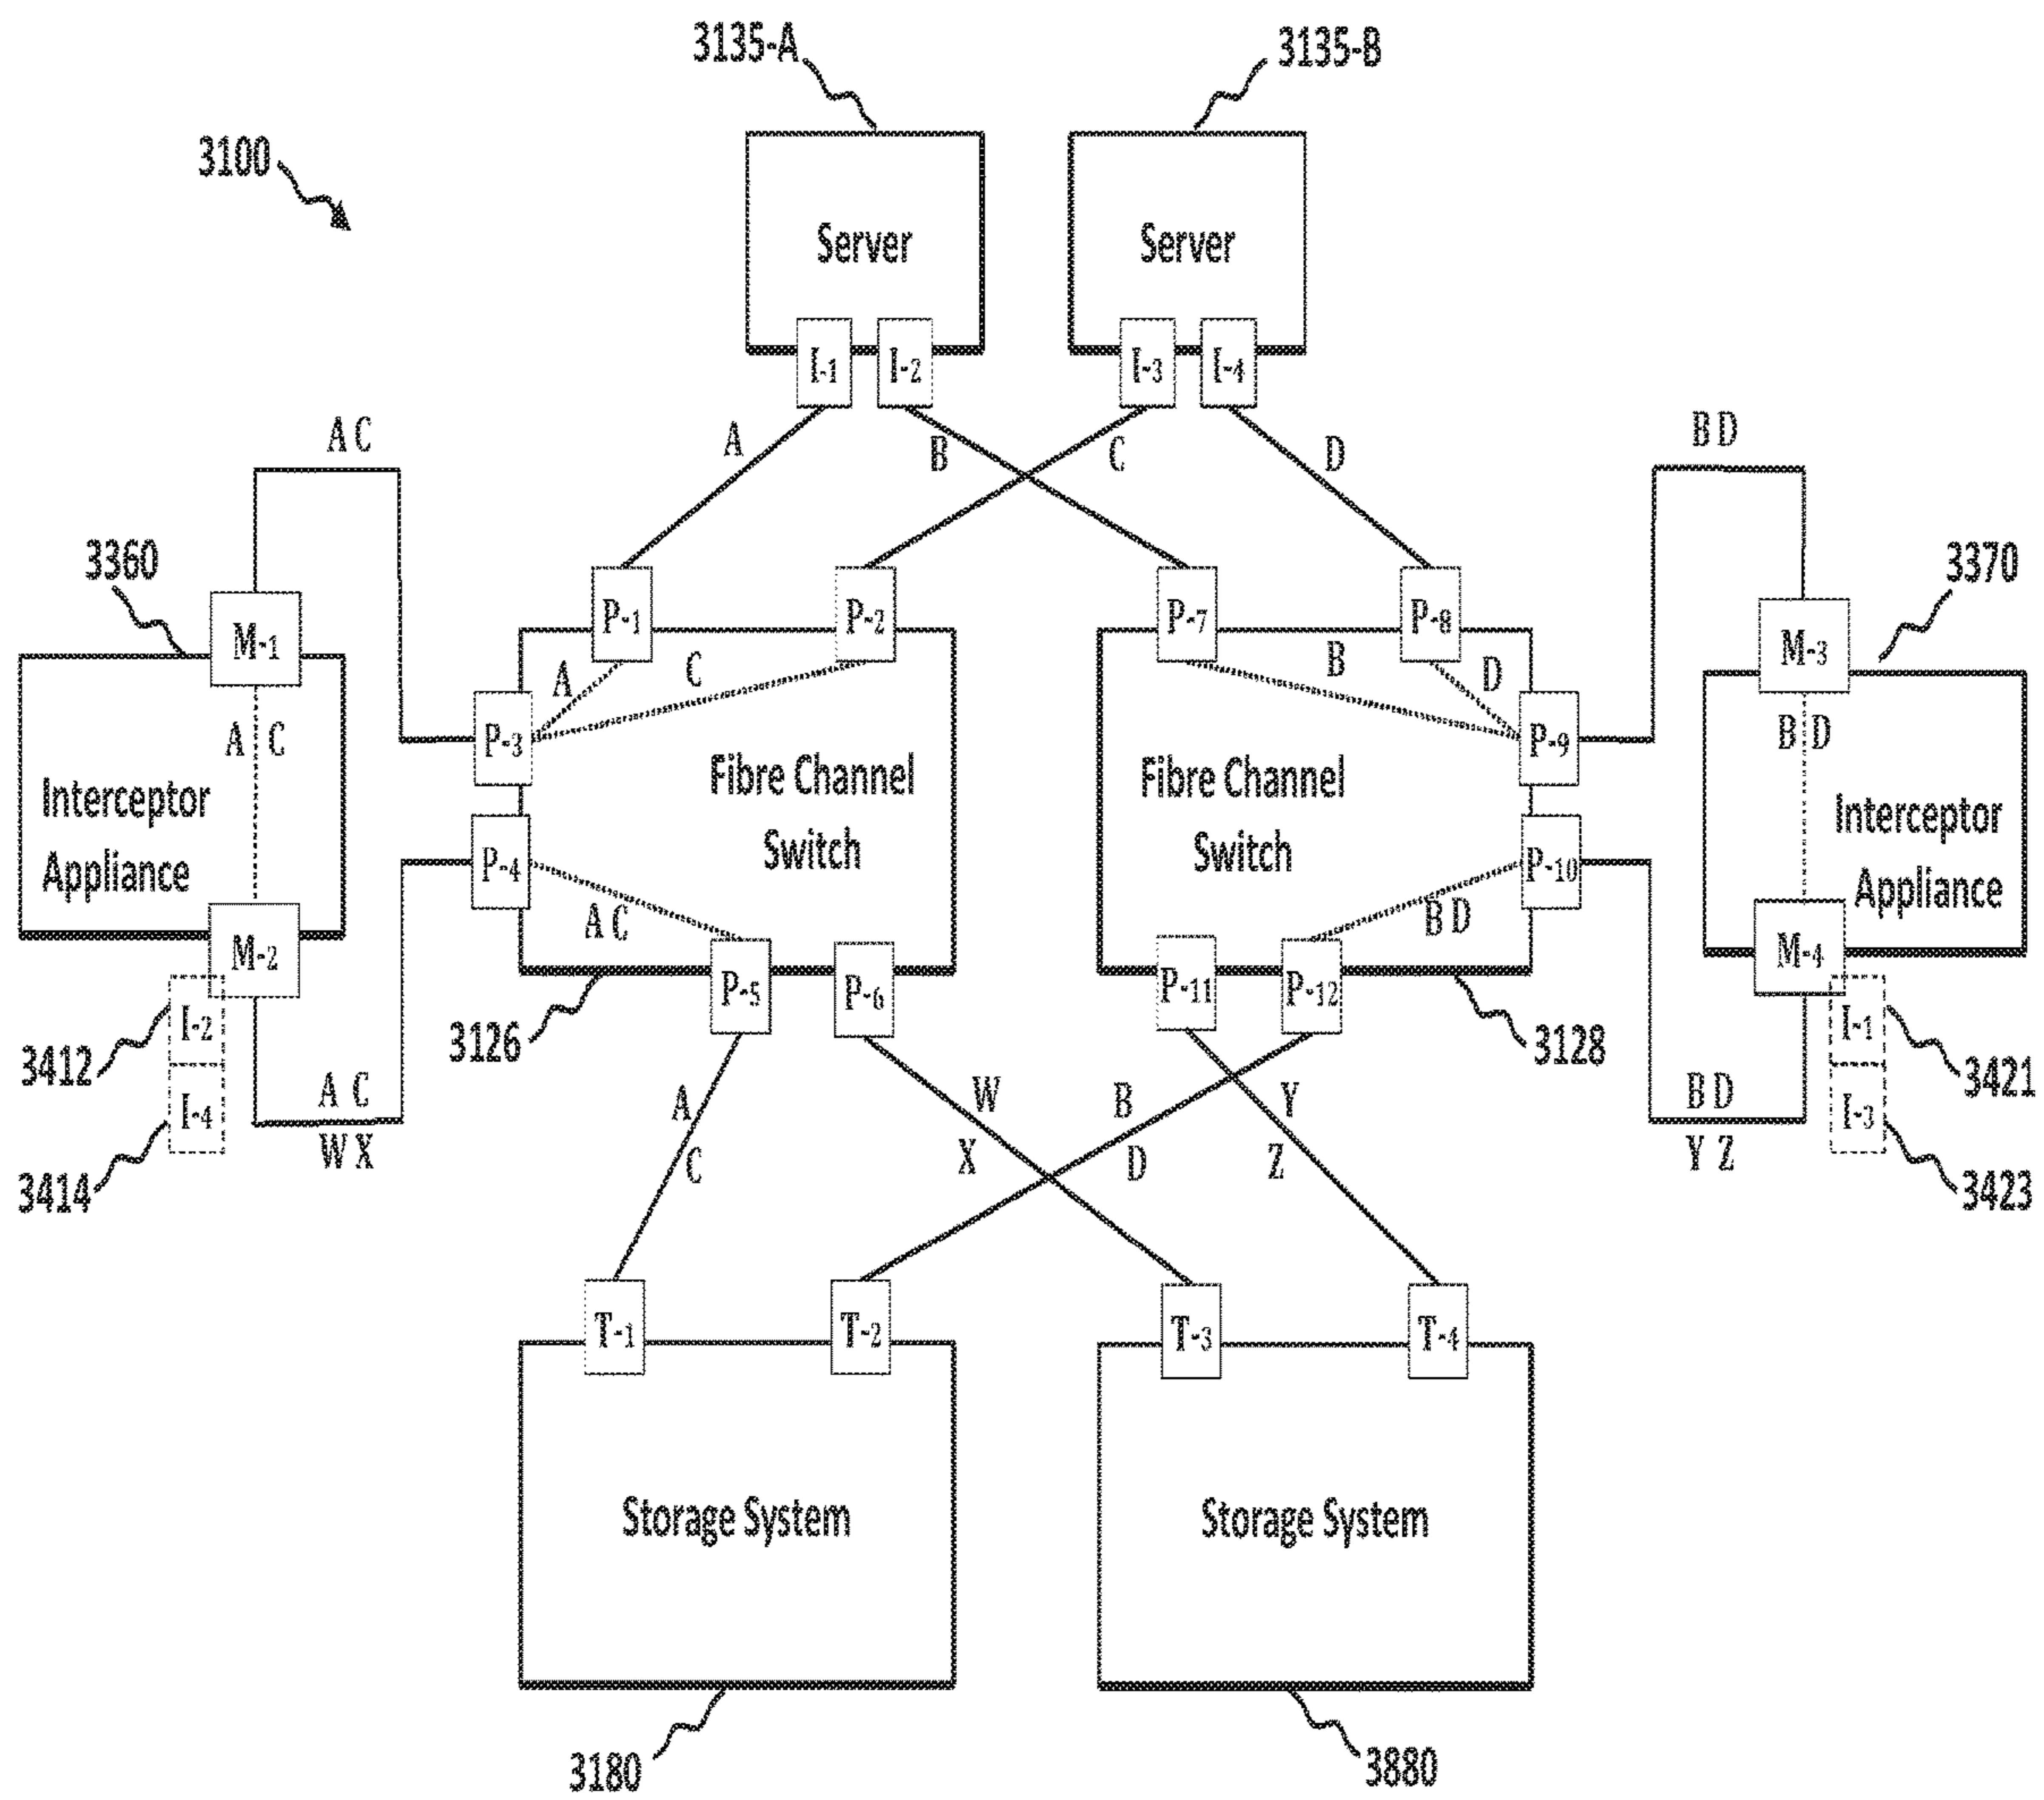 3135-A
3135-B
3100
Server
Server
I-1
I-2
I-3
I-4
A C
A
B
C
D
B D
3360
3370
M-1
P-1
P-2
P-7
P-8
M-3
A
C
B
D
P-3
P-9
A C
B D
Interceptor
Appliance
Fibre Channel
Switch
Fibre Channel
Switch
Interceptor
Appliance
P-4
P-10
A C
B D
M-2
P-5
P-6
P-11
P-12
M-4
I-2
I-4
3412
3414
3126
3128
I-1
I-3
3421
3423
A C
W X
A
C
W
X
B
D
Y
Z
B D
Y Z
T-1
T-2
T-3
T-4
Storage System
Storage System
3180
3880